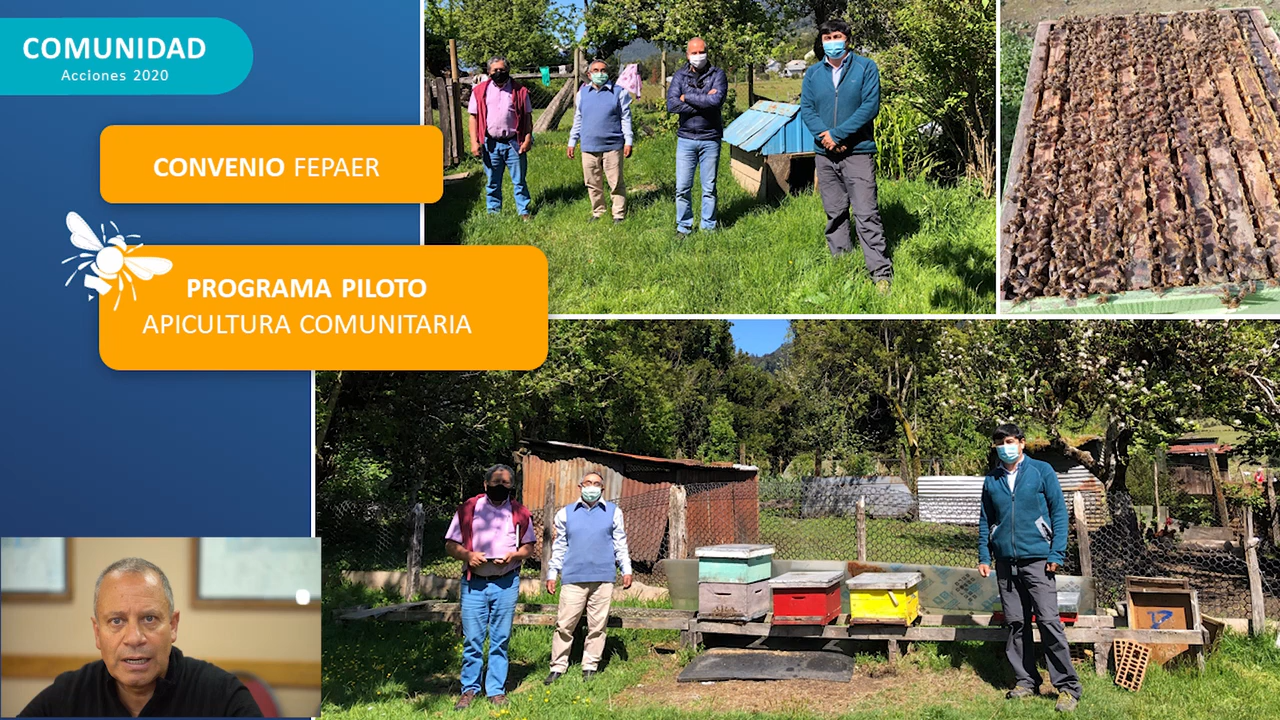 COMUNIDAD
Acciones 2020
CONVENIO FEPAER
PROGRAMA PILOTO
APICULTURA COMUNITARIA